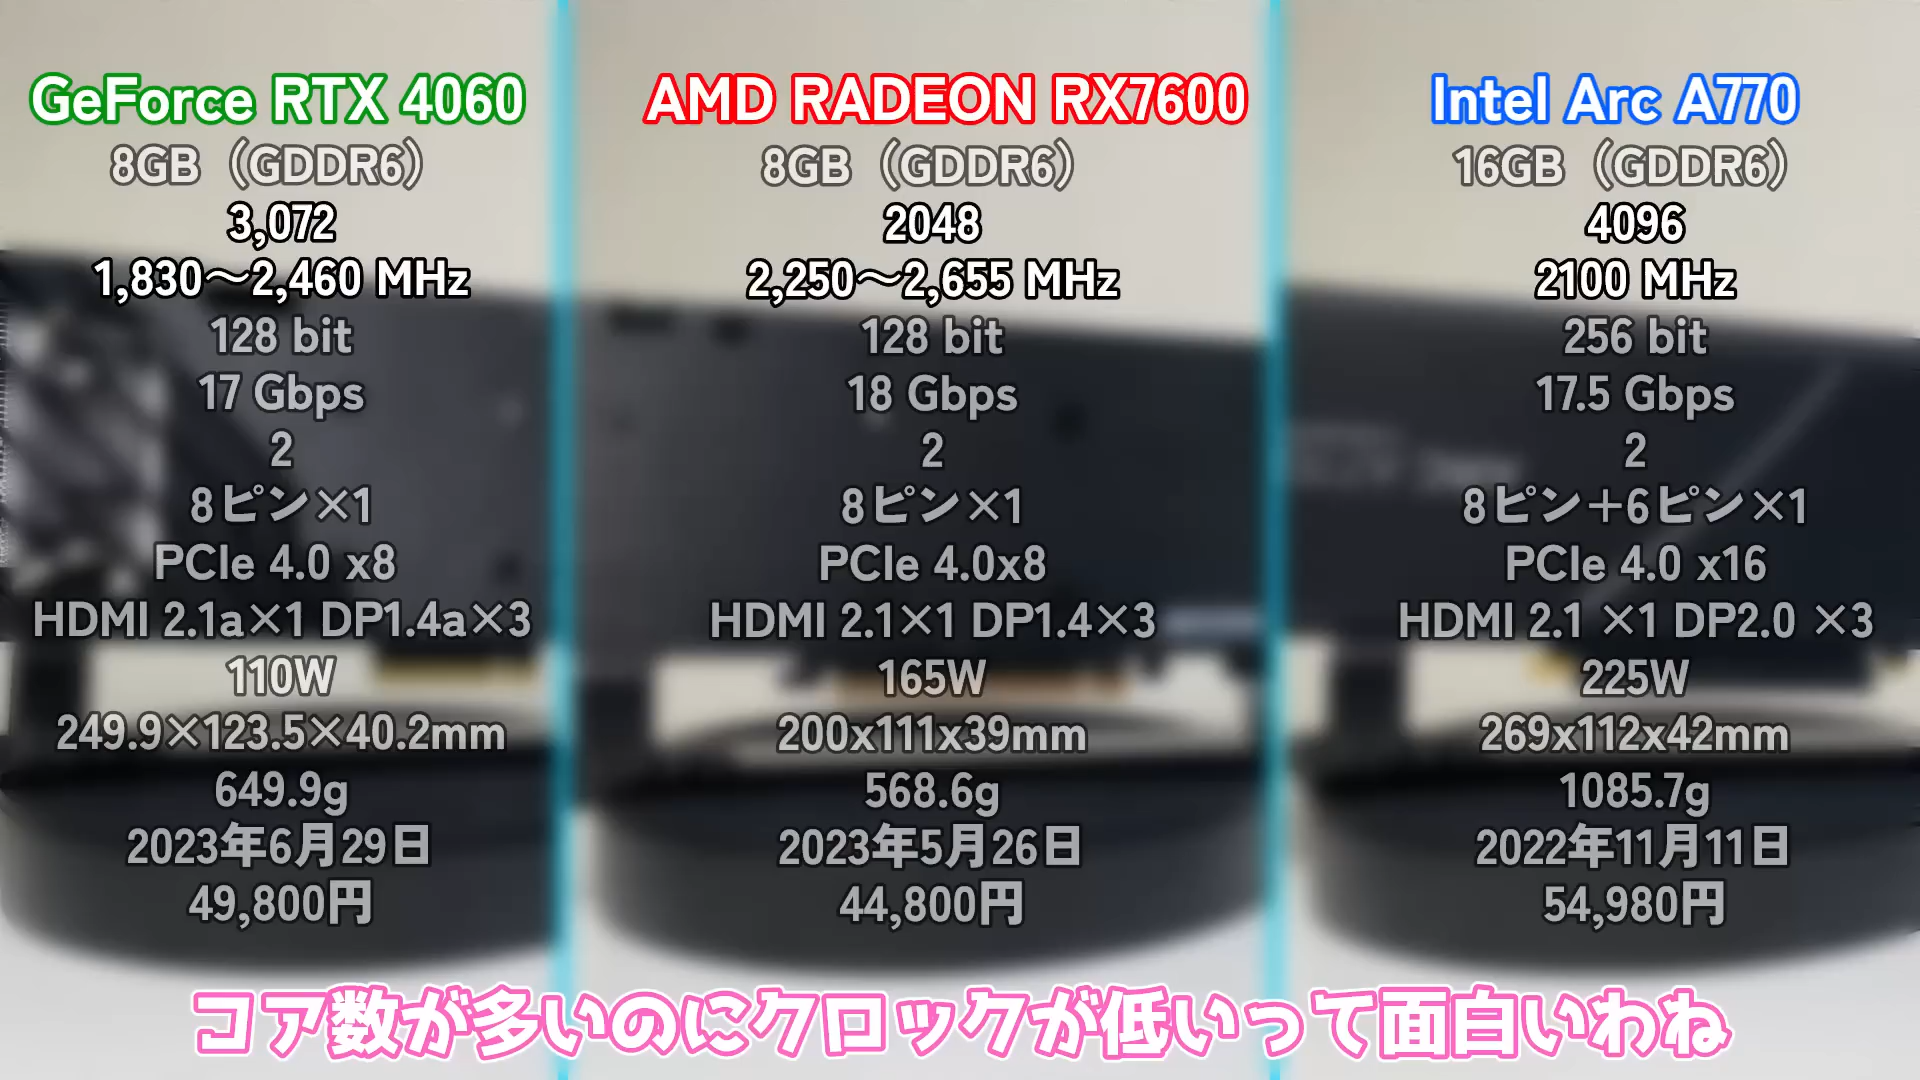 GeForce RTX 4060
8GB（GDDR6）
3,072
1,830～2,460 MHz
128 bit
17 Gbps
2
8ピン×1
PCIe 4.0 x8
HDMI 2.1a×1 DP1.4a×3
110W
249.9×123.5×40.2mm
649.9g
2023年6月29日
49,800円
AMD RADEON RX7600
8GB（GDDR6）
2048
2,250～2,655 MHz
128 bit
18 Gbps
2
8ピン×1
PCIe 4.0x8
HDMI 2.1×1 DP1.4×3
165W
200x111x39mm
568.6g
2023年5月26日
44,800円
Intel Arc A770
16GB（GDDR6）
4096
2100 MHz
256 bit
17.5 Gbps
2
8ピン＋6ピン×1
PCIe 4.0 x16
HDMI 2.1 ×1 DP2.0 ×3
225W
269x112x42mm
1085.7g
2022年11月11日
54,980円
コア数が多いのにクロックが低いって面白いわね